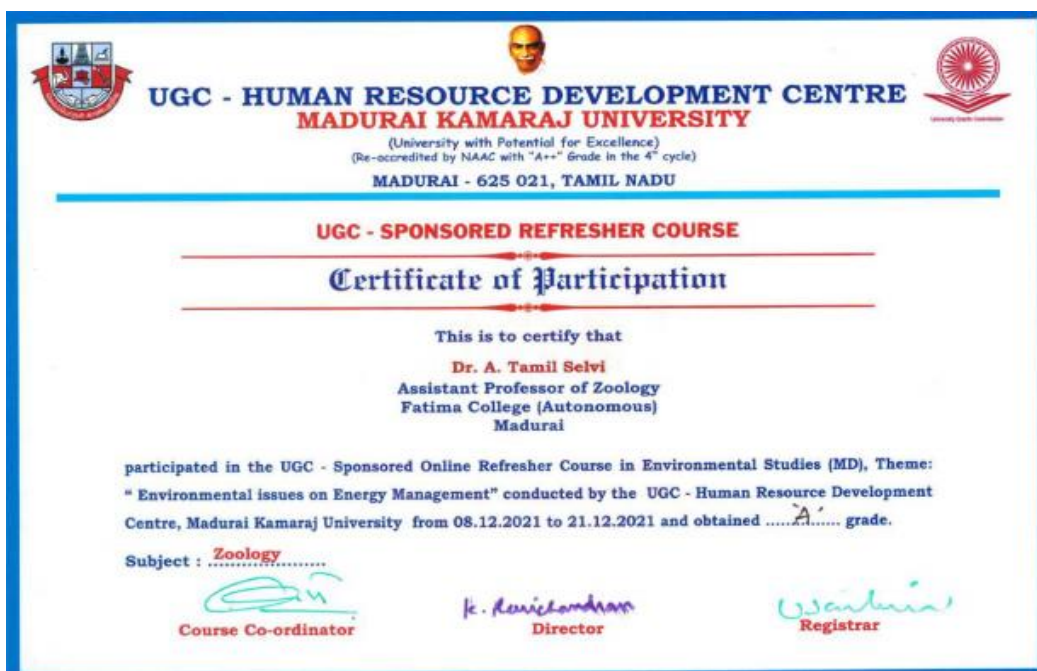 UGC - HUMAN RESOURCE DEVELOPMENT CENTRE
MADURAI KAMARAJ UNIVERSITY
(University with Potential for Excellence)
(Re-accredited by NAAC with "A++" Grade in the 4th cycle)
MADURAI - 625 021, TAMIL NADU
University Grants Commission
UGC - SPONSORED REFRESHER COURSE
Certificate of Participation
This is to certify that
Dr. A. Tamil Selvi
Assistant Professor of Zoology
Fatima College (Autonomous)
Madurai
participated in the UGC - Sponsored Online Refresher Course in Environmental Studies (MD), Theme:
" Environmental issues on Energy Management" conducted by the UGC - Human Resource Development
Centre, Madurai Kamaraj University from 08.12.2021 to 21.12.2021 and obtained ......'A'...... grade.
Subject : Zoology
K. Ravichandran
Course Co-ordinator
Director
Registrar